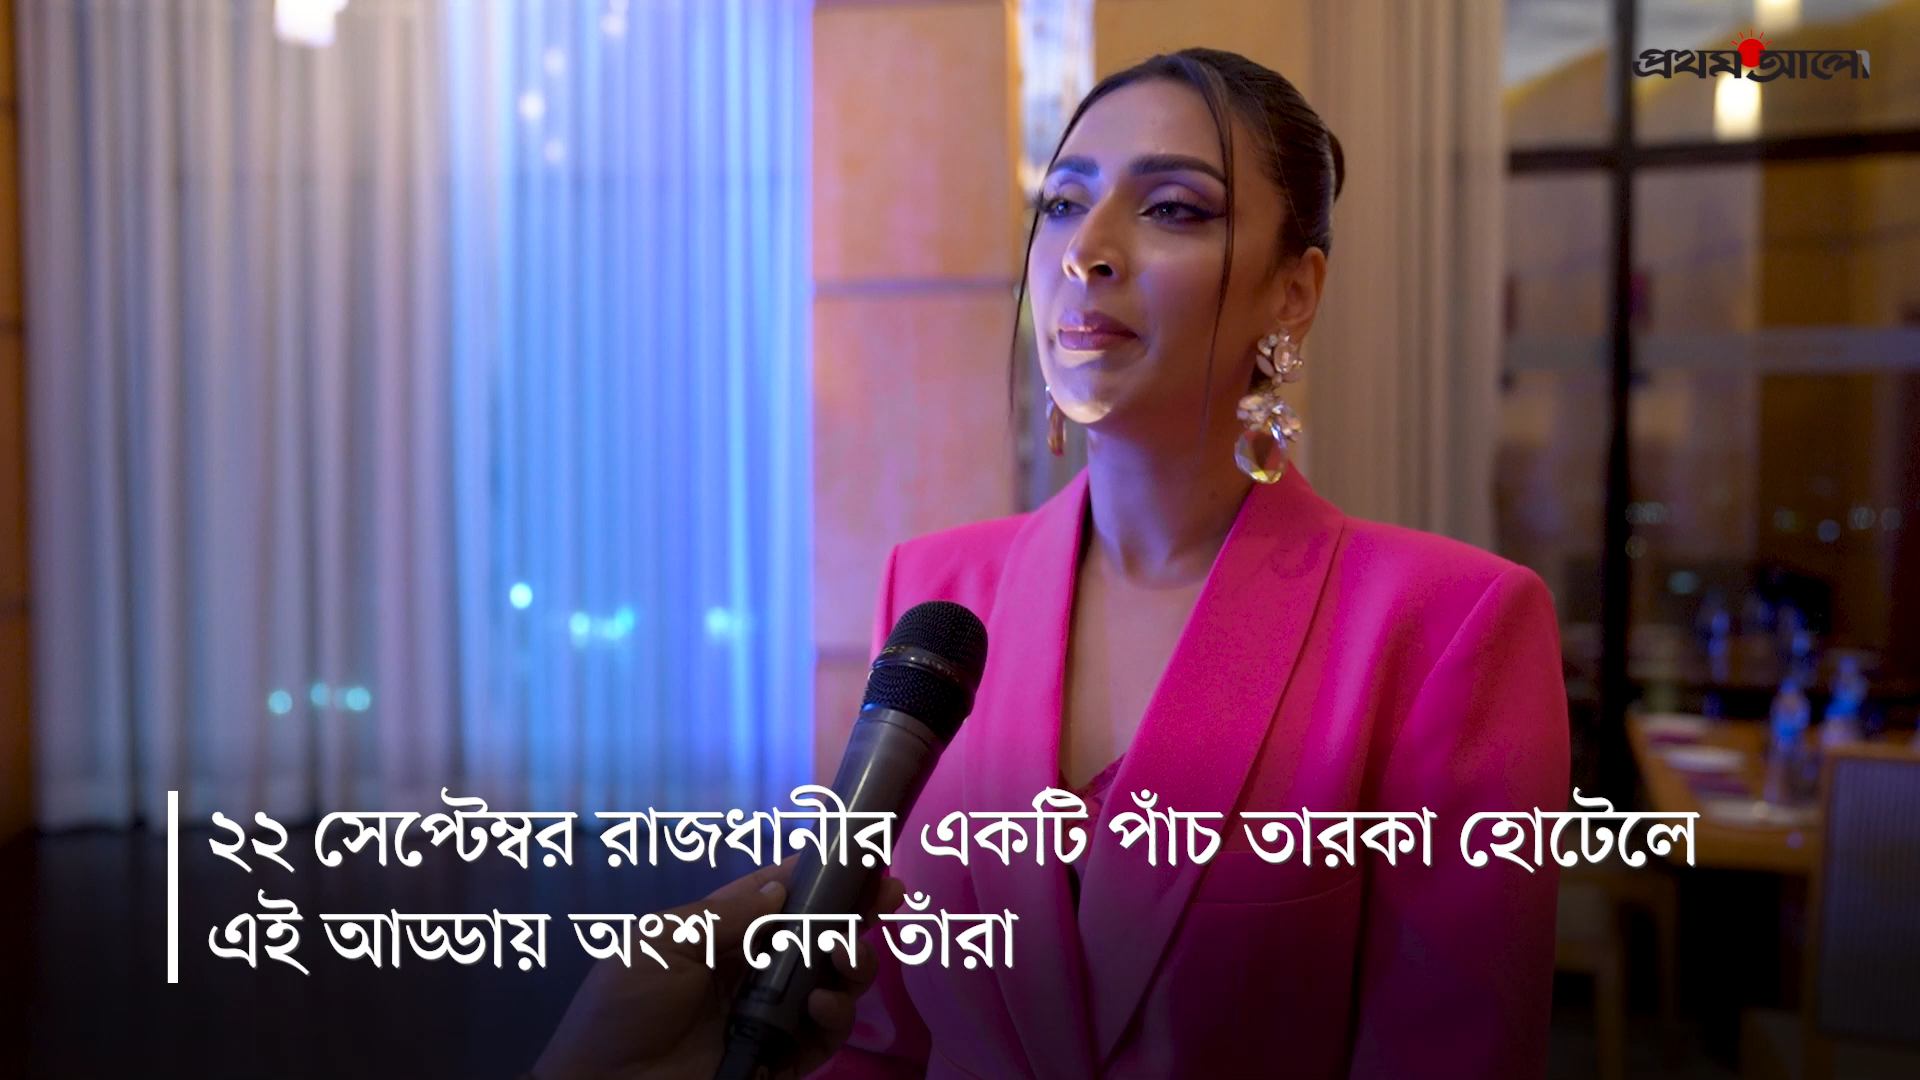 প্রথম আলো
২২ সেপ্টেম্বর রাজধানীর একটি পাঁচ তারকা হোটেলে
এই আড্ডায় অংশ নেন তাঁরা